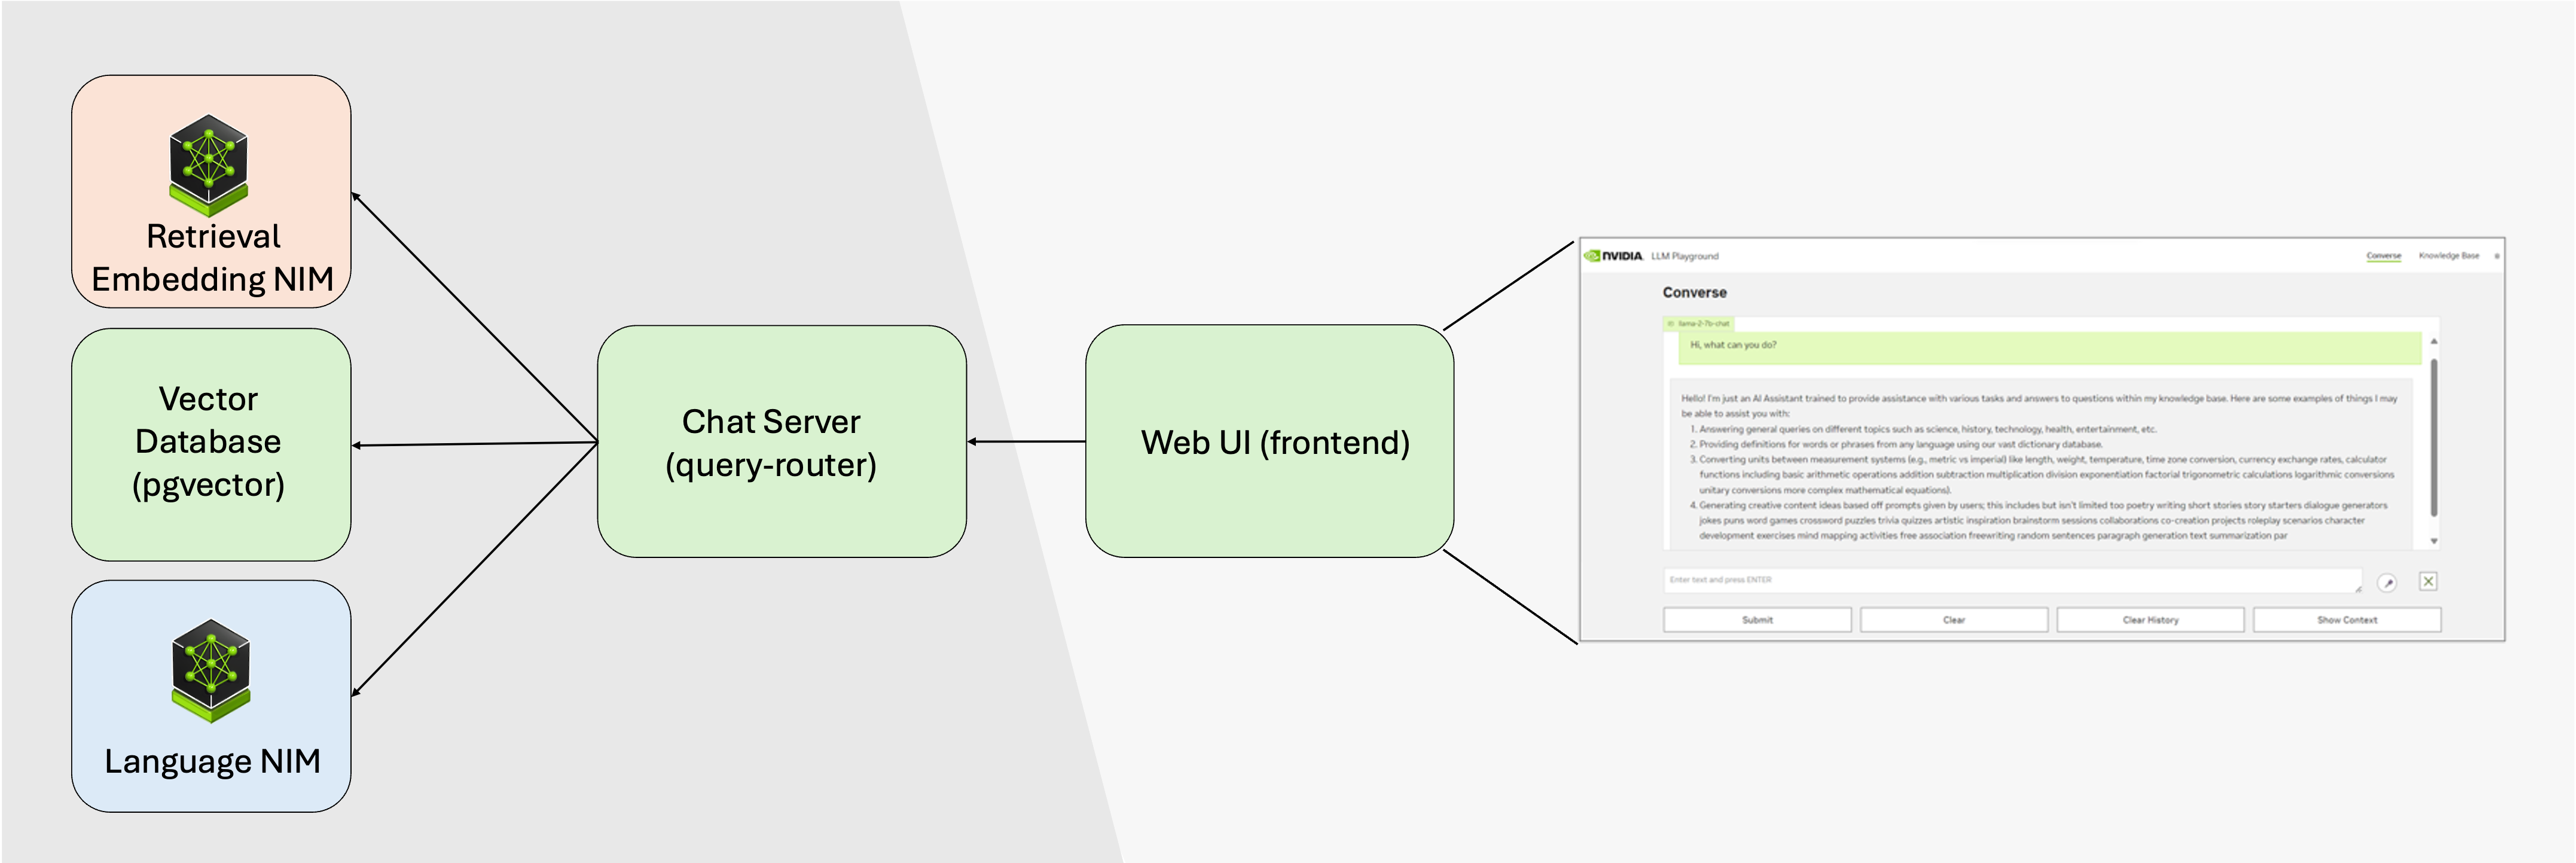 Retrieval
Embedding NIM
Vector
Database
(pgvector)
Language NIM
Chat Server
(query-router)
Web UI (frontend)
NVIDIA. LLM Playground
Converse Knowledge Base
Converse
llama-2-7b-chat
Hi, what can you do?
Hello! I'm just an AI Assistant trained to provide assistance with various tasks and answers to questions within my knowledge base. Here are some examples of things I may
be able to assist you with:
1. Answering general queries on different topics such as science, history, technology, health, entertainment, etc.
2. Providing definitions for words or phrases from any language using our vast dictionary database.
3. Converting units between measurement systems (e.g., metric vs imperial) like length, weight, temperature, time zone conversion, currency exchange rates, calculator
functions including basic arithmetic operations addition subtraction multiplication division exponentiation factorial trigonometric calculations logarithmic conversions
unitary conversions more complex mathematical equations).
4. Generating creative content ideas based off prompts given by users; this includes but isn't limited too poetry writing short stories story starters dialogue generators
jokes puns word games crossword puzzles trivia quizzes artistic inspiration brainstorm sessions collaborations co-creation projects roleplay scenarios character
development exercises mind mapping activities free association freewriting random sentences paragraph generation text summarization par
Enter text and press ENTER
Submit
Clear
Clear History
Show Context